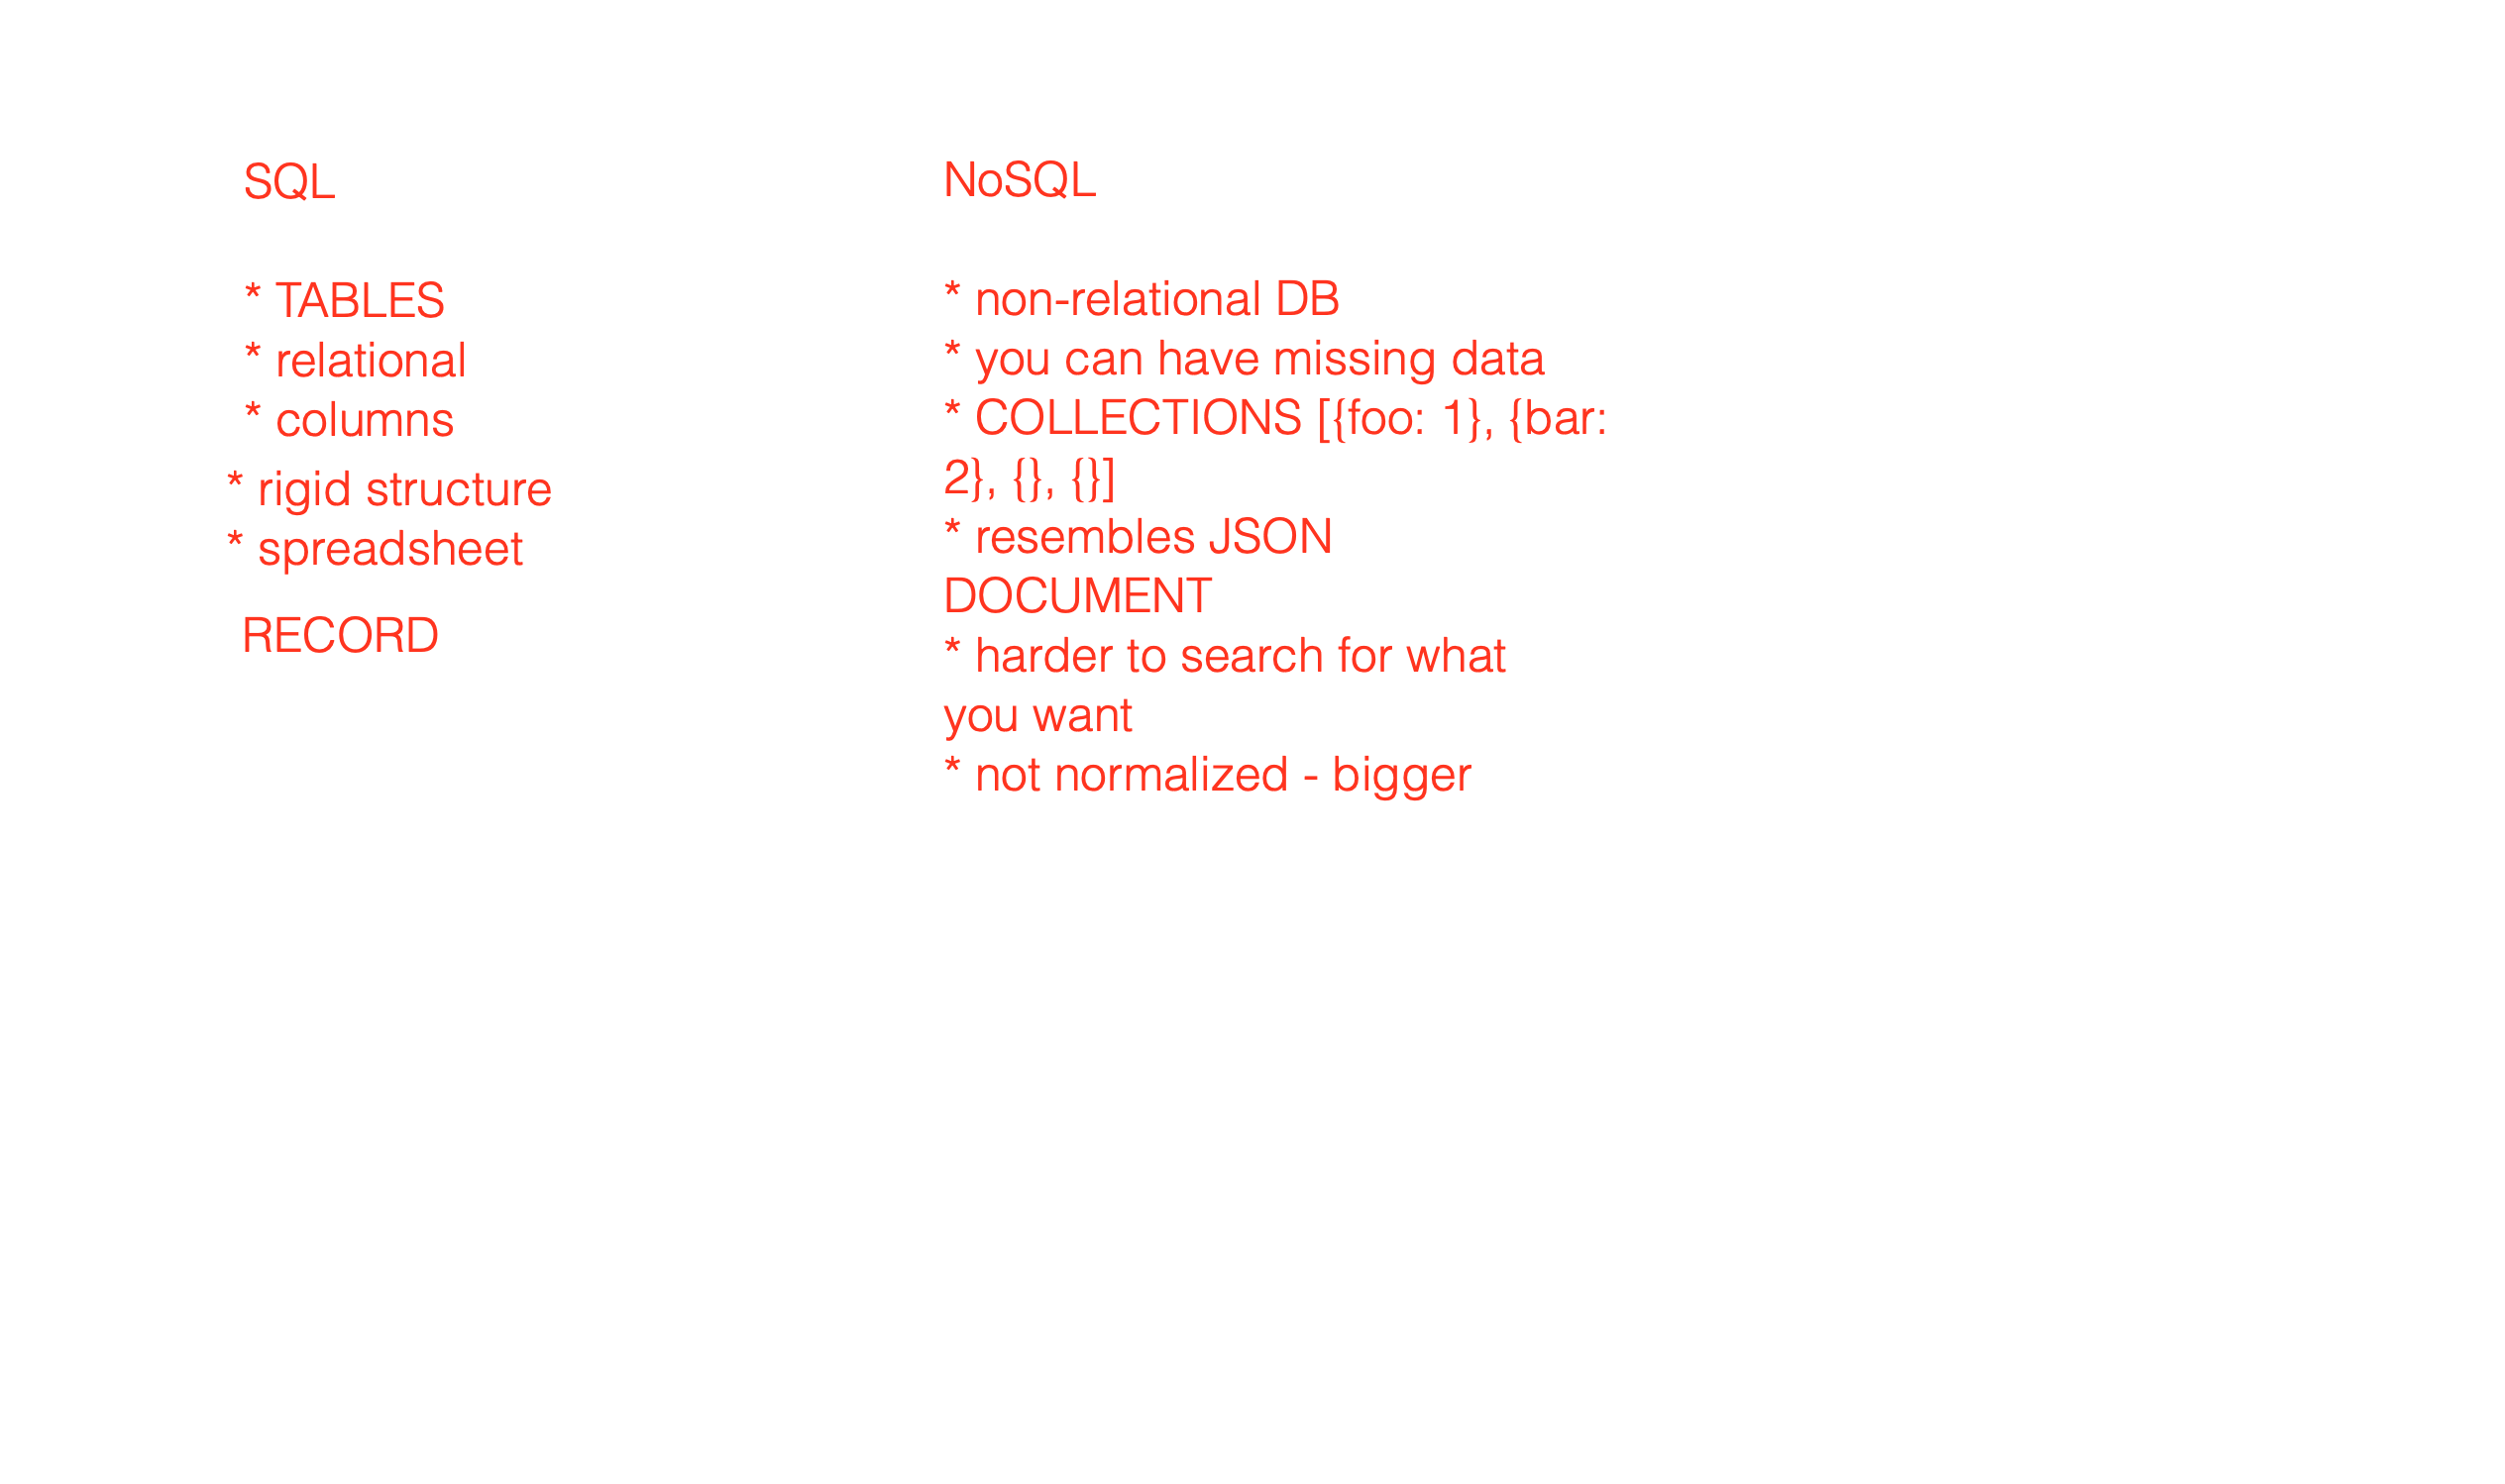 SQL
* TABLES
* relational
* columns
* rigid structure
* spreadsheet
RECORD
NoSQL
* non-relational DB
* you can have missing data
* COLLECTIONS [{foo: 1}, {bar:
2}, {}, {}]
* resembles JSON
DOCUMENT
* harder to search for what
you want
* not normalized - bigger